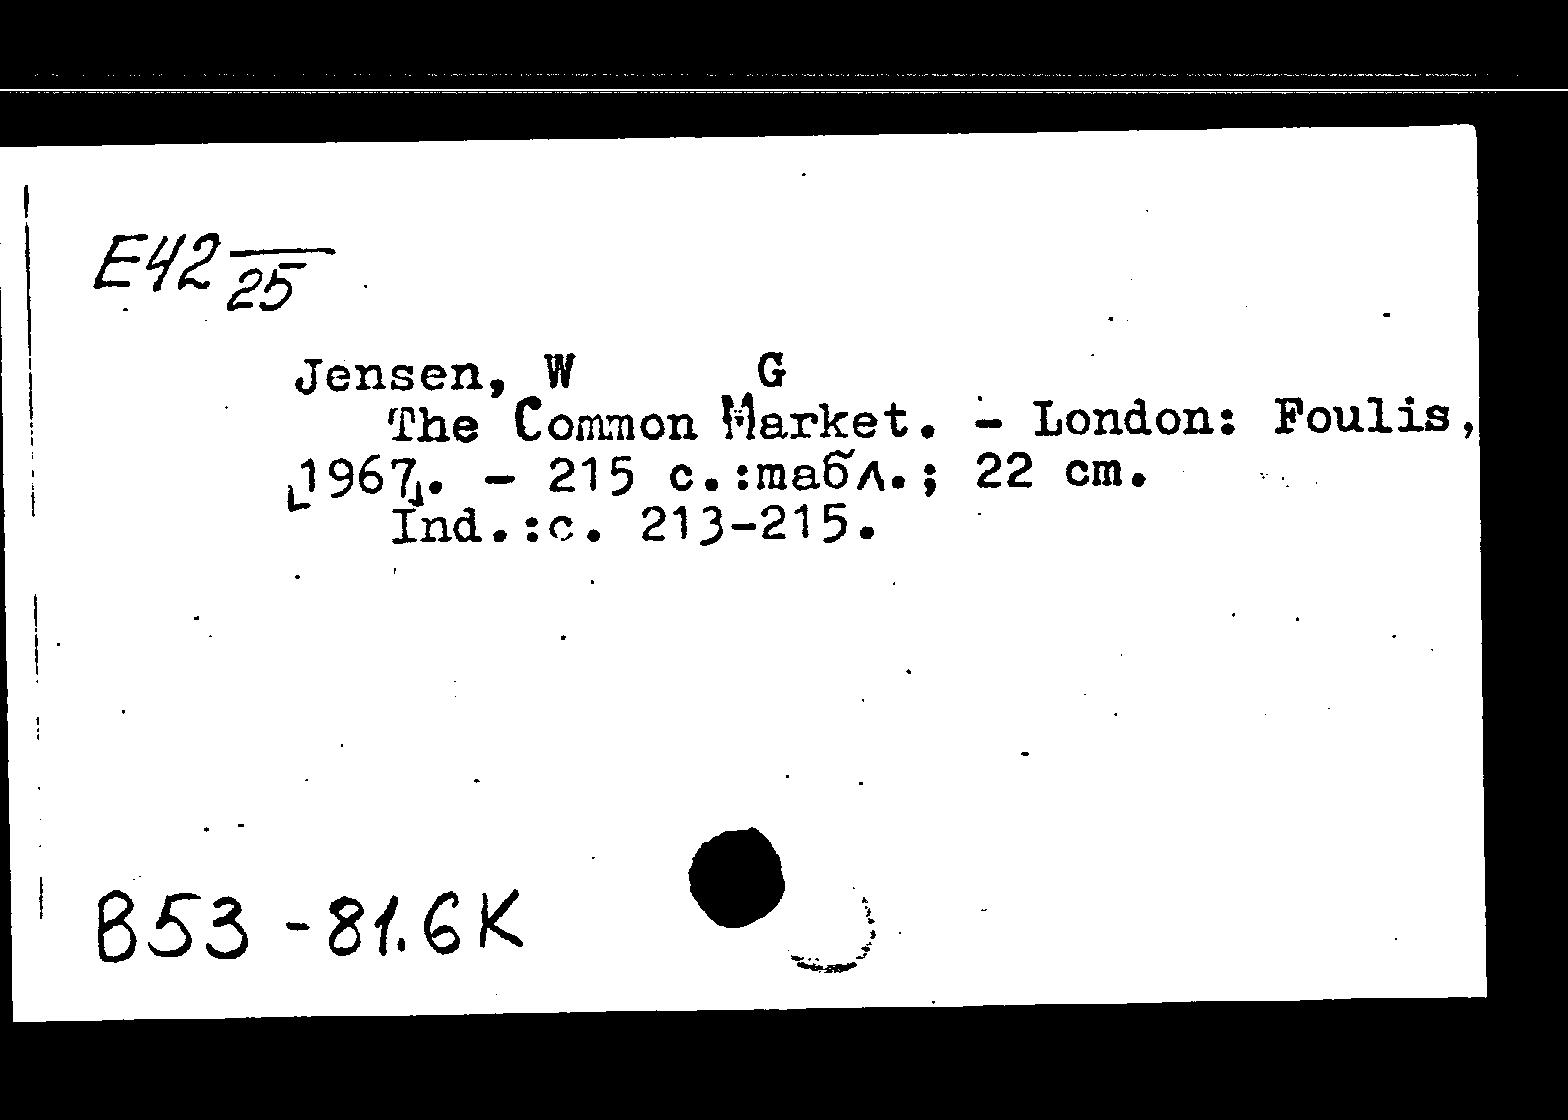 E42 25
Jensen, W G
The Common Market. - London: Foulis,
[1967]. - 215 с.:табл.; 22 cm.
Ind.:с. 213-215.
B53-81.6K